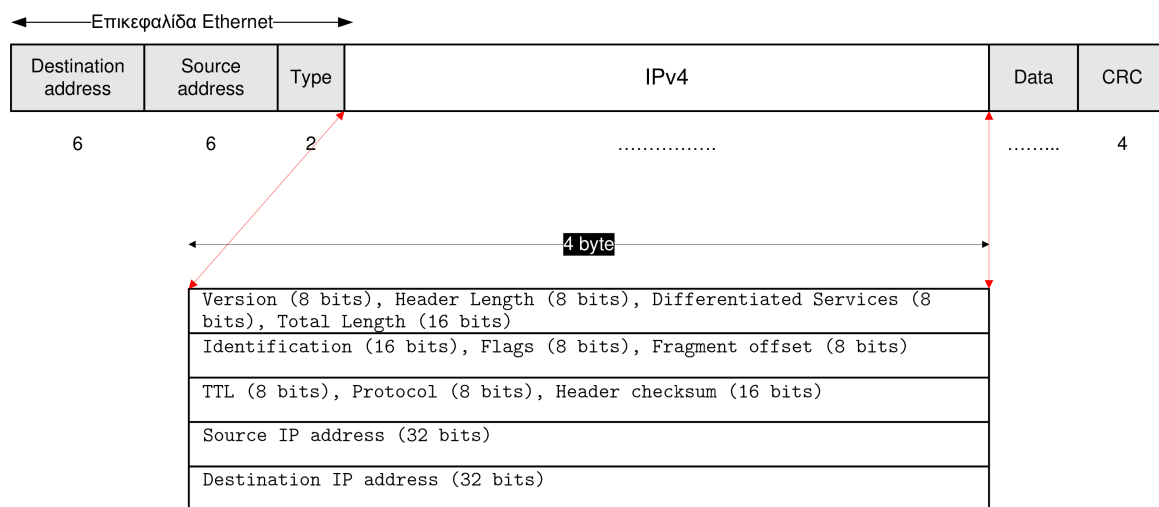 Επικεφαλίδα Ethernet
Destination address
Source address
Type
IPv4
Data
CRC
6
6
2
................
.........
4
4 byte
Version (8 bits), Header Length (8 bits), Differentiated Services (8
bits), Total Length (16 bits)
Identification (16 bits), Flags (8 bits), Fragment offset (8 bits)
TTL (8 bits), Protocol (8 bits), Header checksum (16 bits)
Source IP address (32 bits)
Destination IP address (32 bits)